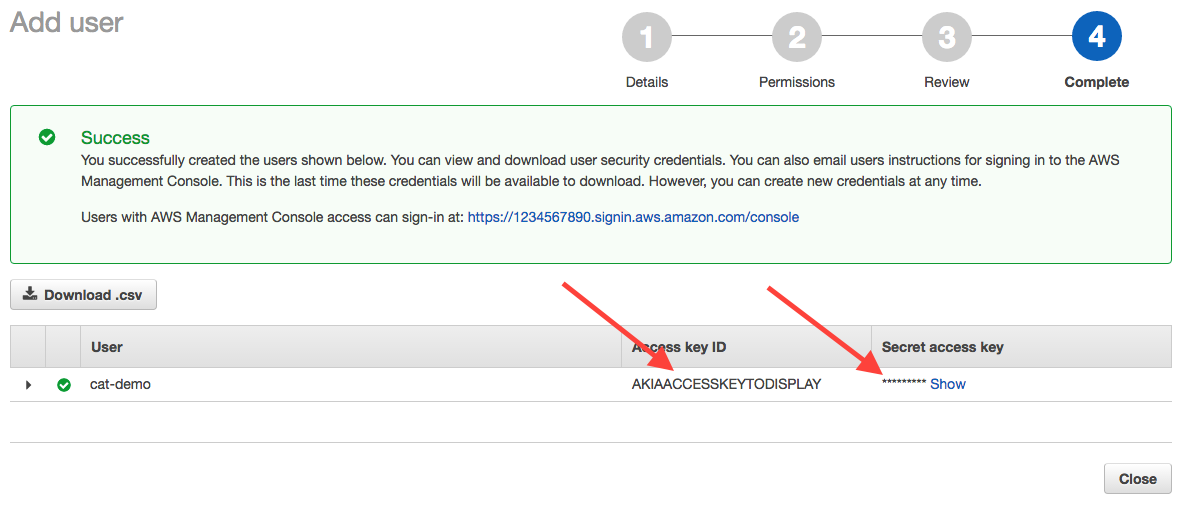 Add user
1
2
3
4
Details
Permissions
Review
Complete
Success
You successfully created the users shown below. You can view and download user security credentials. You can also email users instructions for signing in to the AWS
Management Console. This is the last time these credentials will be available to download. However, you can create new credentials at any time.
Users with AWS Management Console access can sign-in at: https://1234567890.signin.aws.amazon.com/console
Download .csv
User
Access key ID
Secret access key
cat-demo
AKIAACCESSKEYTODISPLAY
********* Show
Close